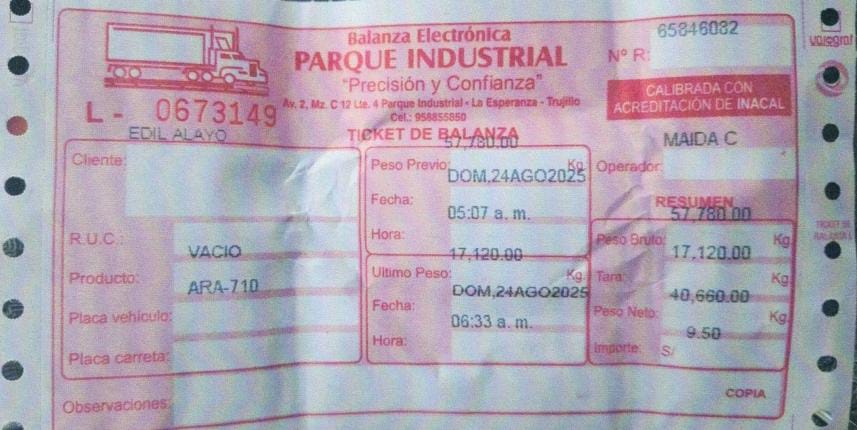 Balanza Electrónica
PARQUE INDUSTRIAL
"Precisión y Confianza"
Av. 2, Mz. C 12 Lte. 4 Parque Industrial - La Esperanza - Trujillo
Cel.: 958855850
TICKET DE BALANZA
65846082
Nº R:
CALIBRADA CON
ACREDITACIÓN DE INACAL
L - 0673149
EDIL ALAYO
Cliente:
R.U.C.:
VACIO
Producto:
ARA-710
Placa vehículo:
Placa carreta:
Observaciones:
57,780.00
Peso Previo: Kg.
DOM,24AGO2025
Fecha:
05:07 a. m.
Hora:
17,120.00
Ultimo Peso: Kg.
DOM,24AGO2025
Fecha:
06:33 a. m.
Hora:
MAIDA C
Operador:
RESUMEN
57,780.00
Peso Bruto: Kg.
17,120.00
Tara: Kg.
40,660.00
Peso Neto: Kg.
9.50
Importe: S/
COPIA